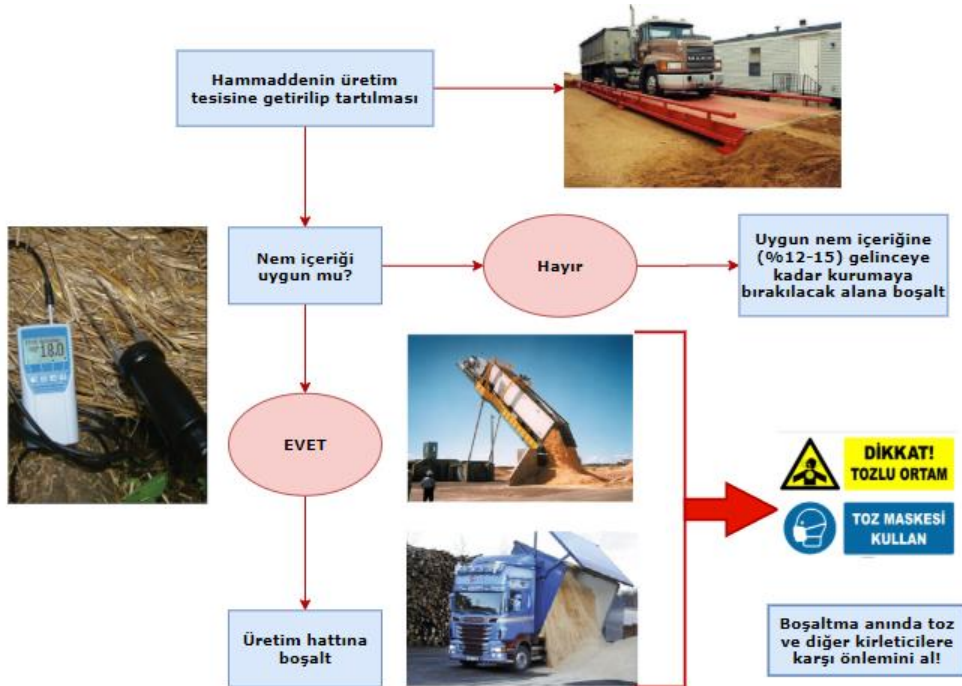 Hammaddenin üretim
tesisine getirilip tartılması
Nem içeriği
uygun mu?
Hayır
Uygun nem içeriğine
(%12-15) gelinceye
kadar kurumaya
bırakılacak alana boşalt
18.0
EVET
DİKKAT!
TOZLU ORTAM
TOZ MASKESİ
KULLAN
Üretim hattına
boşalt
Boşaltma anında toz
ve diğer kirleticilere
karşı önlemini al!